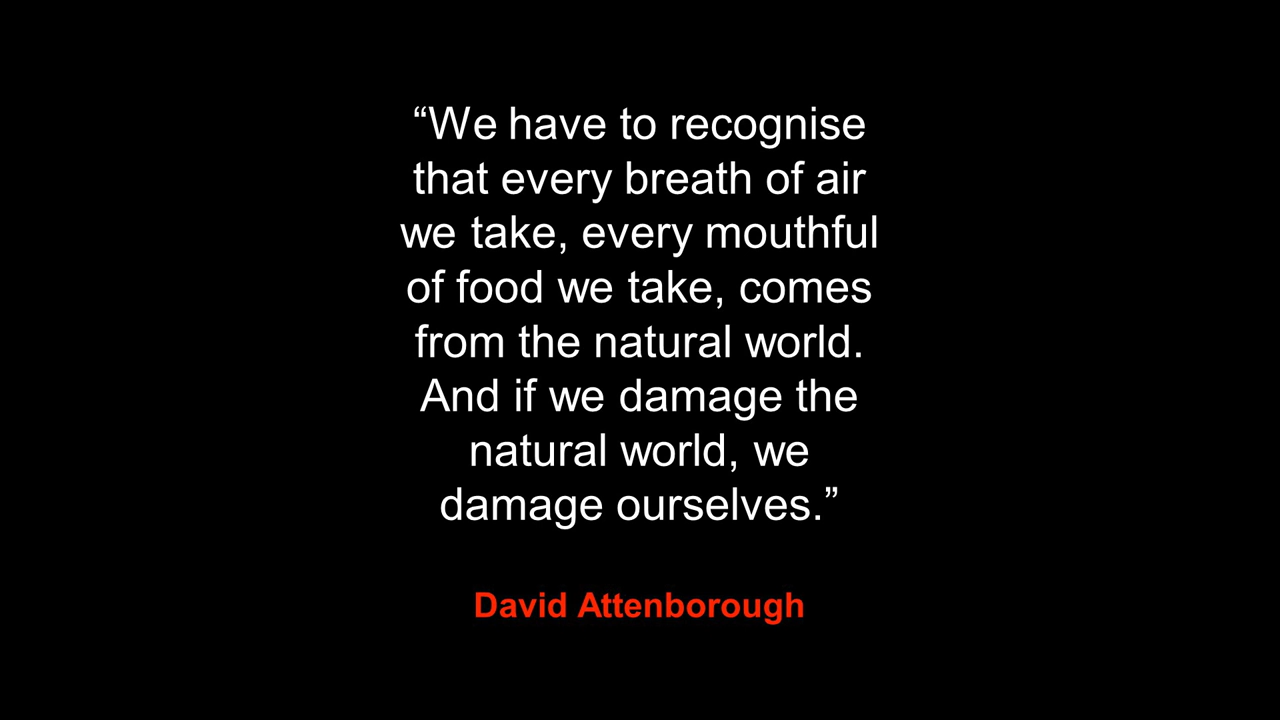 “We have to recognise
that every breath of air
we take, every mouthful
of food we take, comes
from the natural world.
And if we damage the
natural world, we
damage ourselves.”
David Attenborough